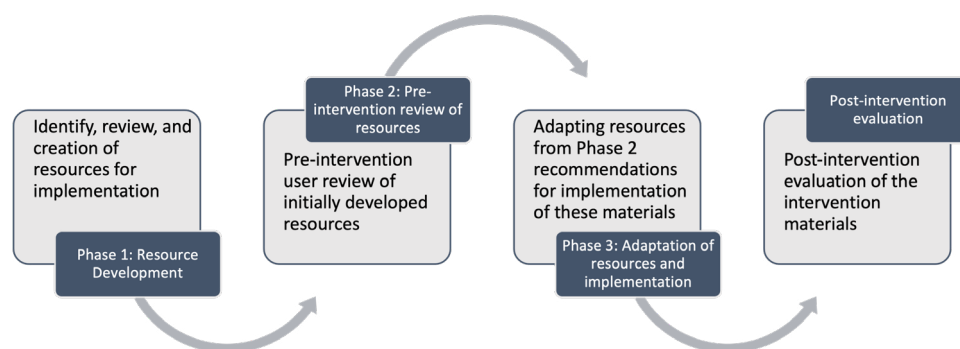 Identify, review, and
creation of
resources for
implementation
Phase 1: Resource
Development
Phase 2: Pre-
intervention review of
resources
Pre-intervention
user review of
initially developed
resources
Adapting resources
from Phase 2
recommendations
for implementation
of these materials
Phase 3: Adaptation of
resources and
implementation
Post-intervention
evaluation
Post-intervention
evaluation of the
intervention
materials